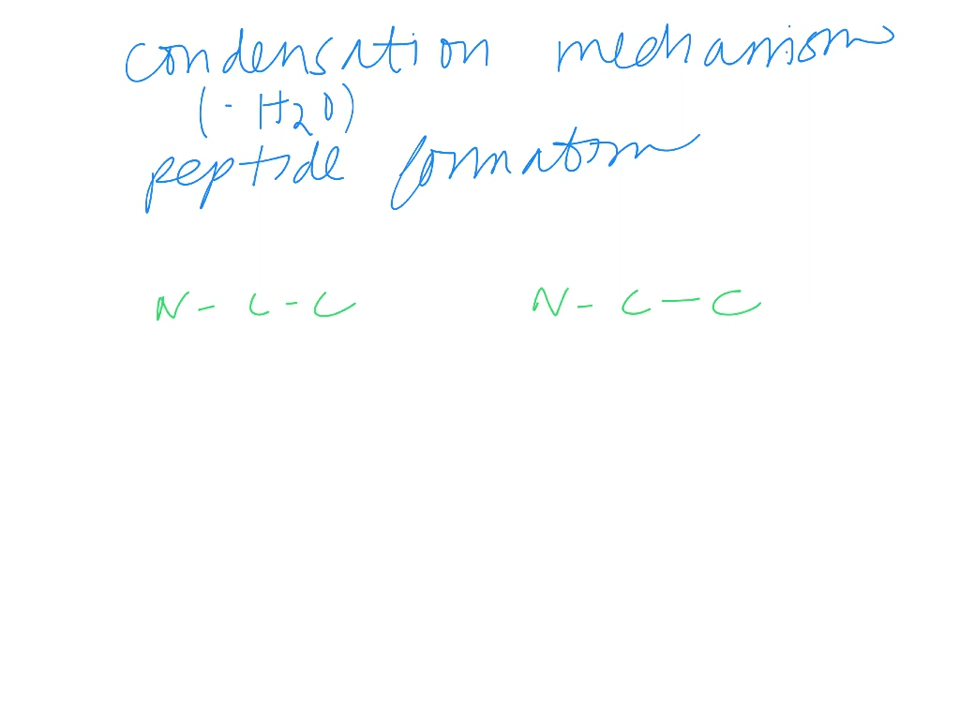 condensation mechanism
(- H2O)
peptide formation
N - C - C N - C - C